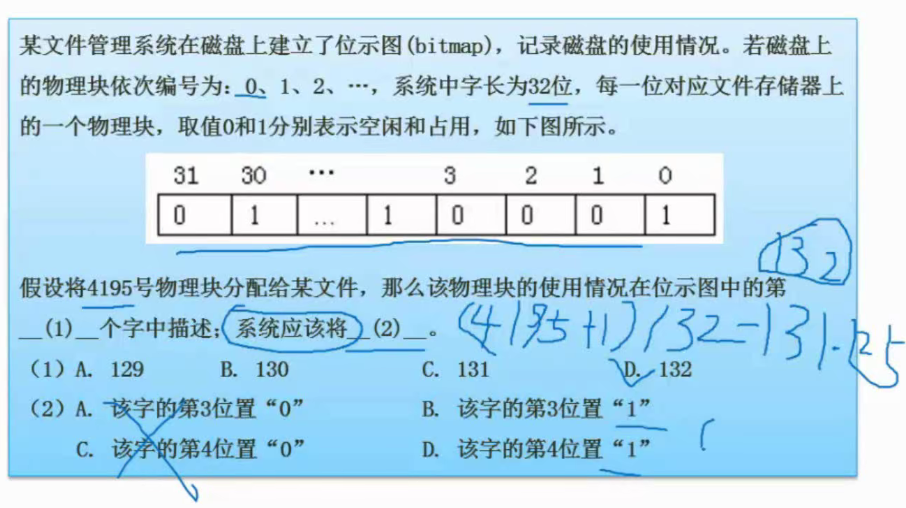 某文件管理系统在磁盘上建立了位示图(bitmap)，记录磁盘的使用情况。若磁盘上
的物理块依次编号为：0、1、2、…，系统中字长为32位，每一位对应文件存储器上
的一个物理块，取值0和1分别表示空闲和占用，如下图所示。
31 30 … 3 2 1 0
0 1 … 1 0 0 0 1
132
假设将4195号物理块分配给某文件，那么该物理块的使用情况在位示图中的第
__(1)__个字中描述；系统应该将__(2)__。
(4195+1)/32=131.125
（1）A. 129 B. 130 C. 131 D. 132
（2）A. 该字的第3位置“0” B. 该字的第3位置“1”
C. 该字的第4位置“0” D. 该字的第4位置“1”